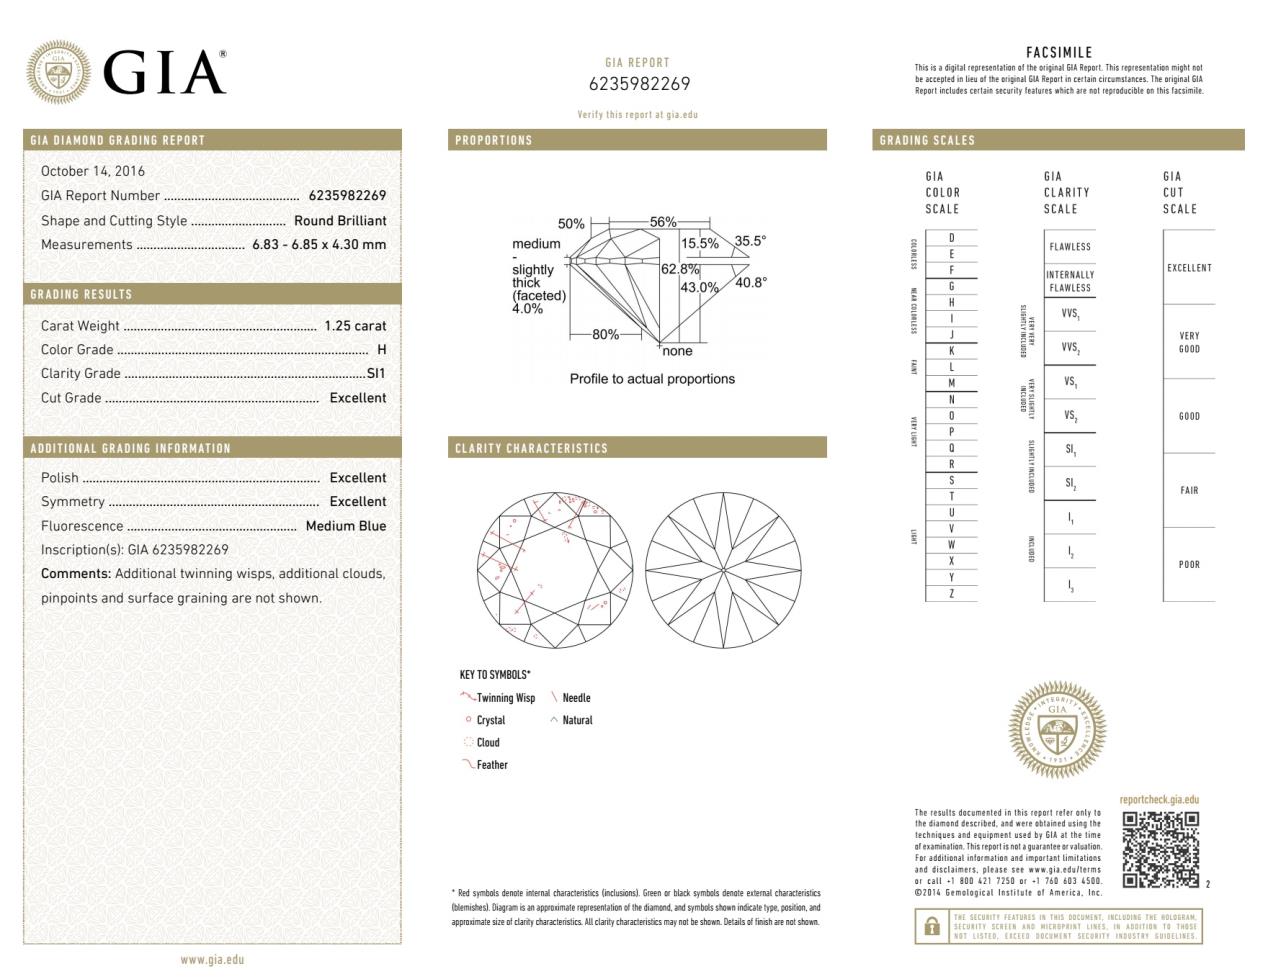 GIA®
GIA REPORT
6235982269
Verify this report at gia.edu
FACSIMILE
This is a digital representation of the original GIA Report. This representation might not
be accepted in lieu of the original GIA Report in certain circumstances. The original GIA
Report includes certain security features which are not reproducible on this facsimile.
GIA DIAMOND GRADING REPORT
October 14, 2016
GIA Report Number ....................................... 6235982269
Shape and Cutting Style ........................... Round Brilliant
Measurements ............................... 6.83 - 6.85 x 4.30 mm
GRADING RESULTS
Carat Weight ........................................................ 1.25 carat
Color Grade ......................................................................... H
Clarity Grade ......................................................................SI1
Cut Grade .............................................................. Excellent
ADDITIONAL GRADING INFORMATION
Polish ..................................................................... Excellent
Symmetry ............................................................. Excellent
Fluorescence ................................................. Medium Blue
Inscription(s): GIA 6235982269
Comments: Additional twinning wisps, additional clouds,
pinpoints and surface graining are not shown.
www.gia.edu
PROPORTIONS
50%
56%
medium
-
slightly
thick
(faceted)
4.0%
15.5%
35.5°
62.8%
43.0%
40.8°
80%
none
Profile to actual proportions
CLARITY CHARACTERISTICS
KEY TO SYMBOLS*
Twinning Wisp
Needle
Crystal
Natural
Cloud
Feather
* Red symbols denote internal characteristics (inclusions). Green or black symbols denote external characteristics
(blemishes). Diagram is an approximate representation of the diamond, and symbols shown indicate type, position, and
approximate size of clarity characteristics. All clarity characteristics may not be shown. Details of finish are not shown.
GRADING SCALES
GIA
COLOR
SCALE
COLORLESS
D
E
F
NEAR COLORLESS
G
H
I
J
FAINT
K
L
M
VERY LIGHT
N
O
P
Q
R
LIGHT
S
T
U
V
W
X
Y
Z
GIA
CLARITY
SCALE
FLAWLESS
INTERNALLY
FLAWLESS
VERY VERY
SLIGHTLY INCLUDED
VVS1
VVS2
VERY SLIGHTLY
INCLUDED
VS1
VS2
SLIGHTLY INCLUDED
SI1
SI2
INCLUDED
I1
I2
I3
GIA
CUT
SCALE
EXCELLENT
VERY
GOOD
GOOD
FAIR
POOR
KNOWLEDGE • INTEGRITY • EXCELLENCE
GIA
1931
reportcheck.gia.edu
The results documented in this report refer only to
the diamond described, and were obtained using the
techniques and equipment used by GIA at the time
of examination. This report is not a guarantee or valuation.
For additional information and important limitations
and disclaimers, please see www.gia.edu/terms
or call +1 800 421 7250 or +1 760 603 4500.
©2014 Gemological Institute of America, Inc.
2
THE SECURITY FEATURES IN THIS DOCUMENT, INCLUDING THE HOLOGRAM,
SECURITY SCREEN AND MICROPRINT LINES, IN ADDITION TO THOSE
NOT LISTED, EXCEED DOCUMENT SECURITY INDUSTRY GUIDELINES.